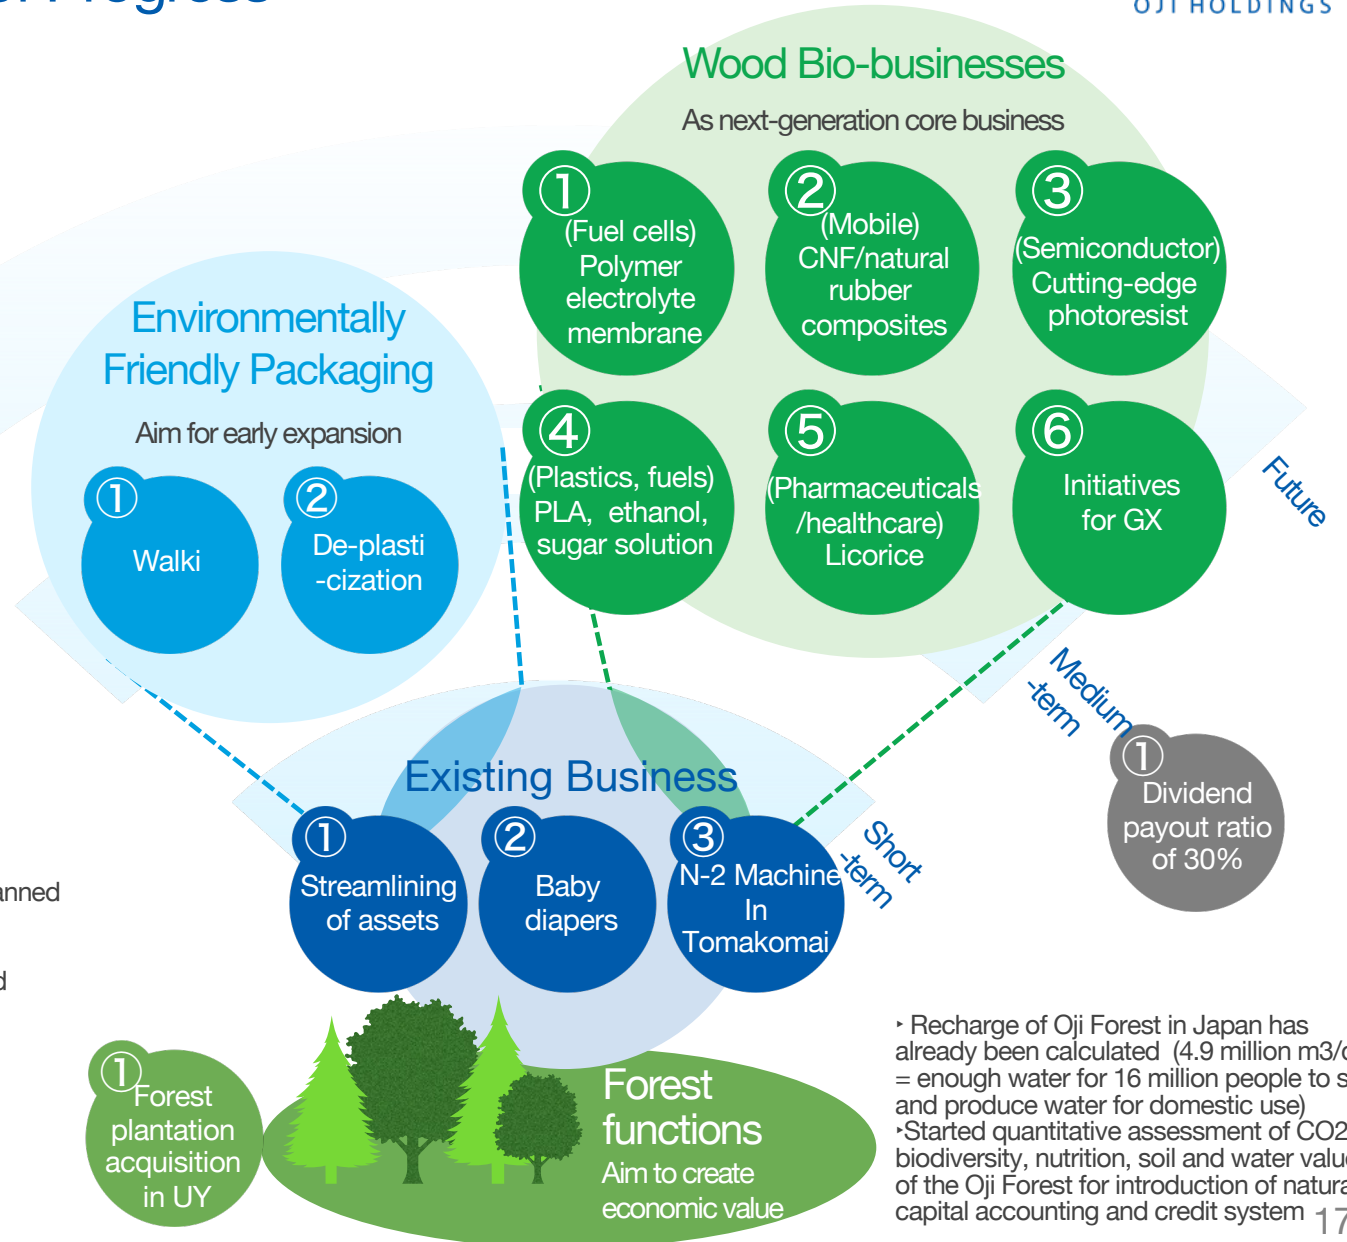 of Progress
OJI HOLDINGS
Wood Bio-businesses
As next-generation core business
①
(Fuel cells)
Polymer
electrolyte
membrane
②
(Mobile)
CNF/natural
rubber
composites
③
(Semiconductor)
Cutting-edge
photoresist
④
(Plastics, fuels)
PLA, ethanol,
sugar solution
⑤
(Pharmaceuticals
/healthcare)
Licorice
⑥
Initiatives
for GX
Environmentally
Friendly Packaging
Aim for early expansion
①
Walki
②
De-plasti
-cization
Future
Medium
-term
Short
-term
①
Dividend
payout ratio
of 30%
Existing Business
①
Streamlining
of assets
②
Baby
diapers
③
N-2 Machine
In
Tomakomai
①
Forest
plantation
acquisition
in UY
Forest
functions
Aim to create
economic value
‣ Recharge of Oji Forest in Japan has
already been calculated (4.9 million m3/
= enough water for 16 million people to
and produce water for domestic use)
‣Started quantitative assessment of CO2
biodiversity, nutrition, soil and water
of the Oji Forest for introduction of
capital accounting and credit system
17